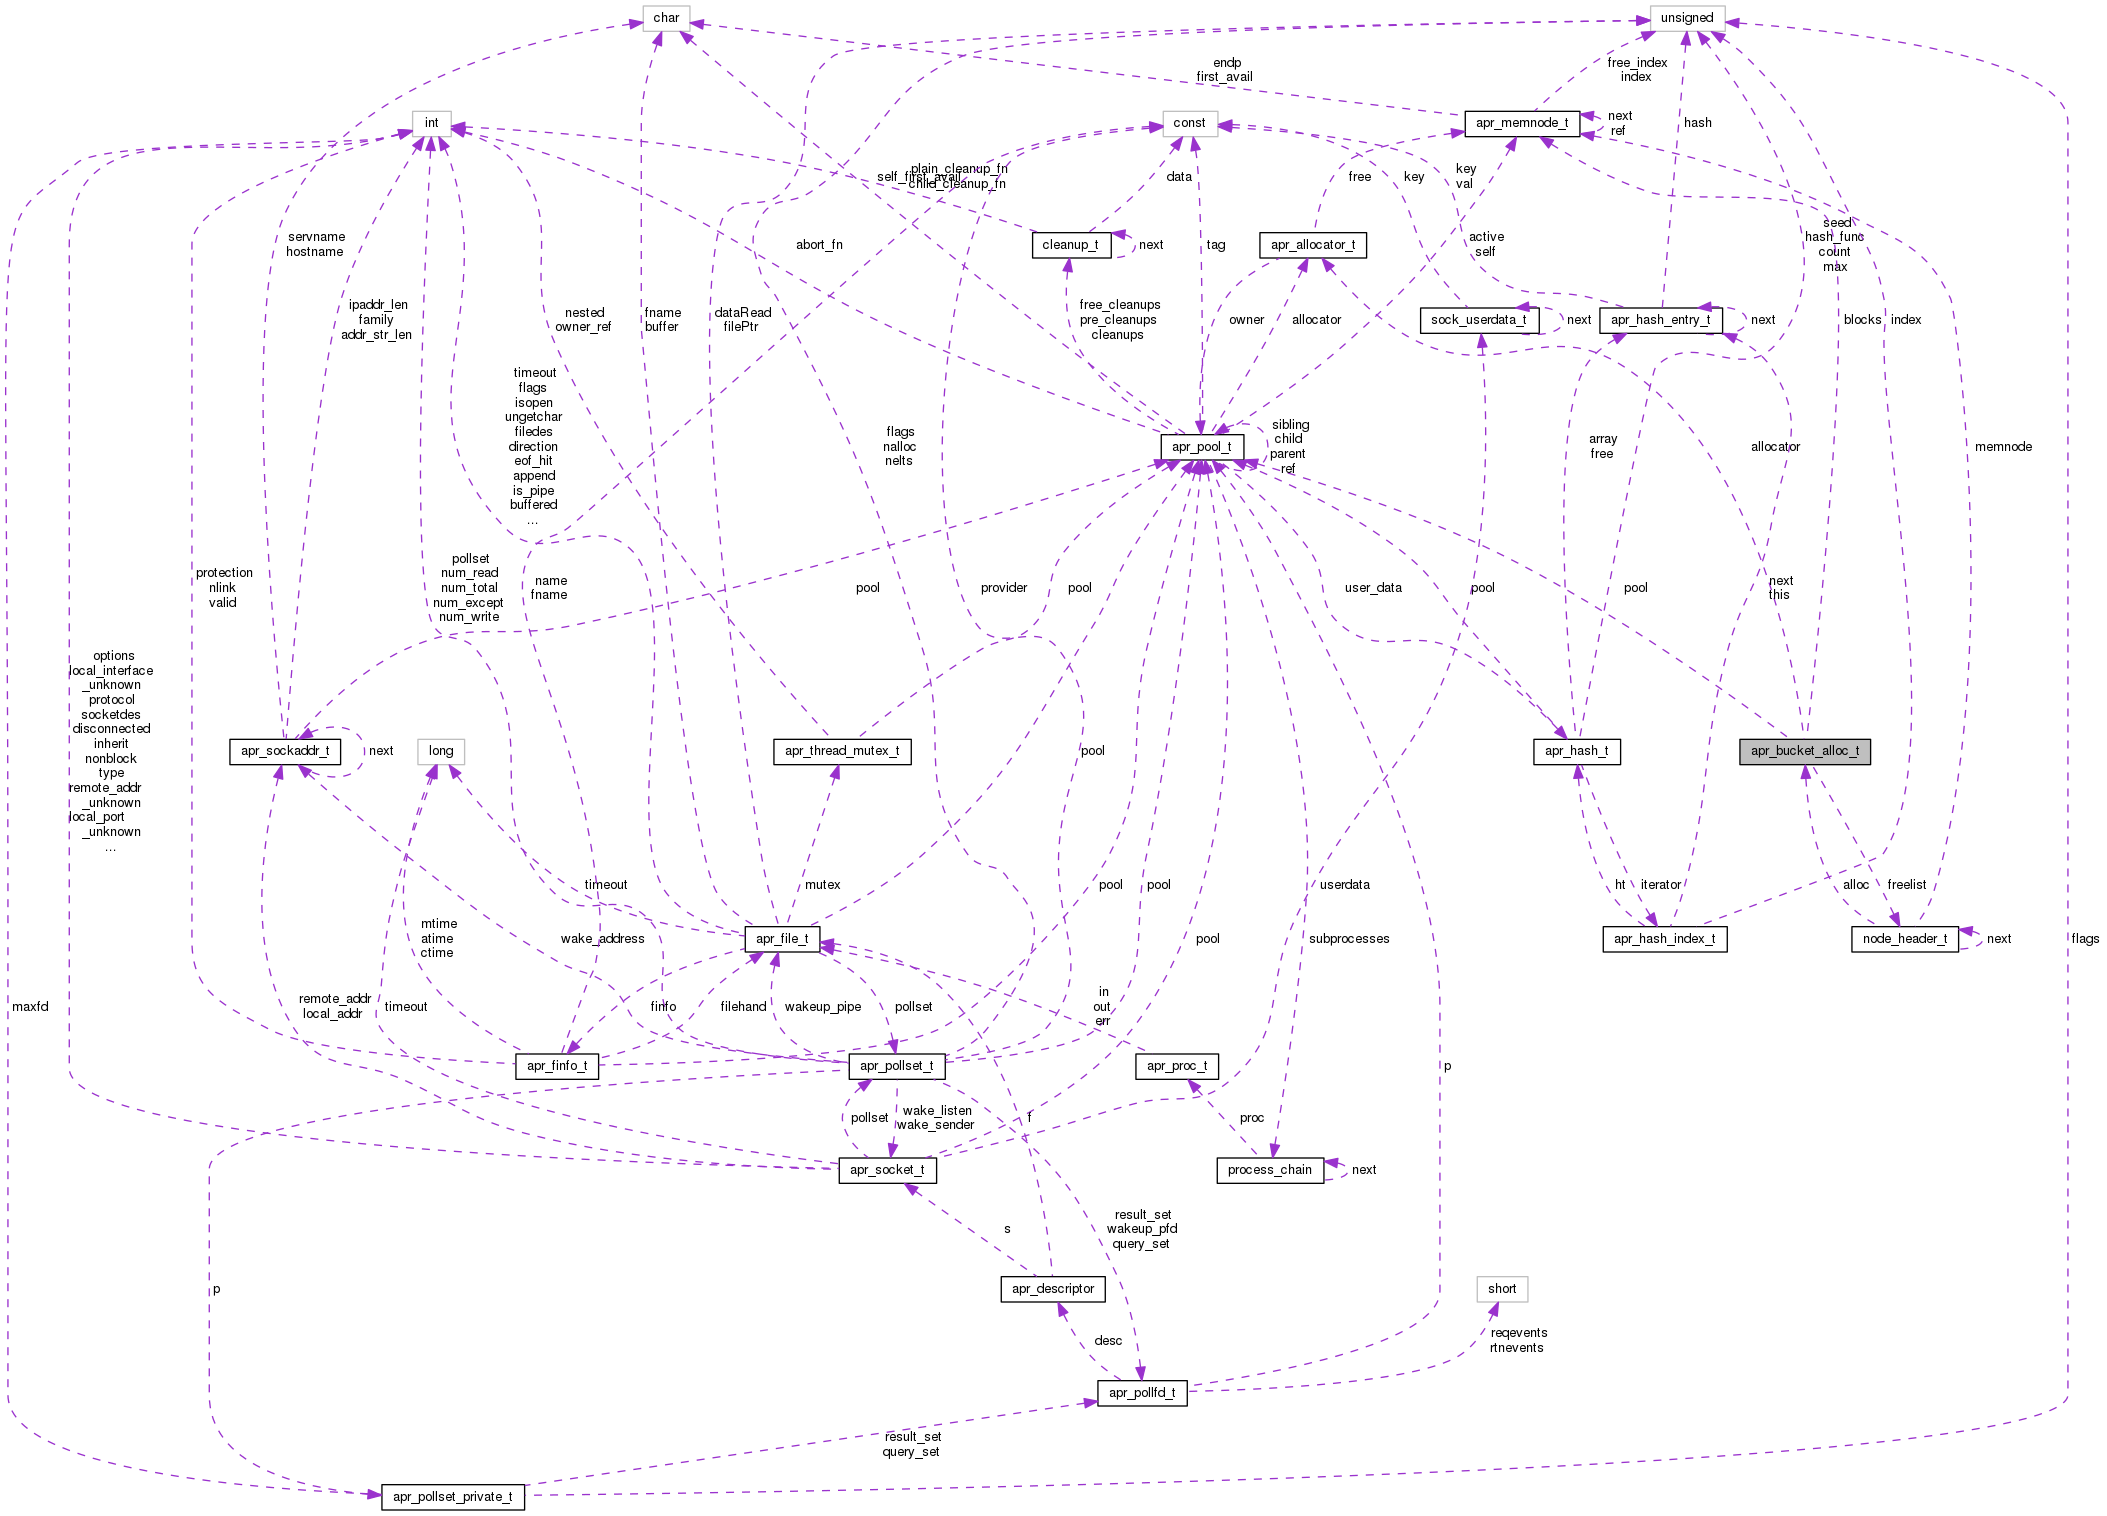 char
unsigned
endp
first_avail
free_index
index
int
const
apr_memnode_t
next
ref
hash
plain_cleanup_fn
child_cleanup_fn
self_first_avail
data
free
key
key
val
servname
hostname
abort_fn
cleanup_t
next
tag
apr_allocator_t
active
self
seed
hash_func
count
max
ipaddr_len
family
addr_str_len
nested
owner_ref
fname
buffer
dataRead
filePtr
free_cleanups
pre_cleanups
cleanups
owner
allocator
sock_userdata_t
next
apr_hash_entry_t
next
blocks
index
timeout
flags
isopen
ungetchar
filedes
direction
eof_hit
append
is_pipe
buffered
...
flags
nalloc
nelts
apr_pool_t
sibling
child
parent
ref
array
free
allocator
memnode
protection
nlink
valid
pollset
num_read
num_total
num_except
num_write
name
fname
pool
provider
pool
user_data
pool
next
this
pool
options
local_interface
_unknown
protocol
socketdes
disconnected
inherit
nonblock
type
remote_addr
_unknown
local_port
_unknown
...
apr_sockaddr_t
next
long
apr_thread_mutex_t
pool
apr_hash_t
apr_bucket_alloc_t
timeout
mutex
pool
pool
userdata
ht
iterator
alloc
freelist
mtime
atime
ctime
wake_address
apr_file_t
pool
subprocesses
apr_hash_index_t
node_header_t
next
flags
maxfd
remote_addr
local_addr
timeout
finfo
filehand
wakeup_pipe
pollset
in
out
err
apr_finfo_t
apr_pollset_t
apr_proc_t
p
pollset
wake_listen
wake_sender
f
proc
apr_socket_t
process_chain
next
s
result_set
wakeup_pfd
query_set
p
apr_descriptor
short
desc
reqevents
rtnevents
apr_pollfd_t
result_set
query_set
apr_pollset_private_t